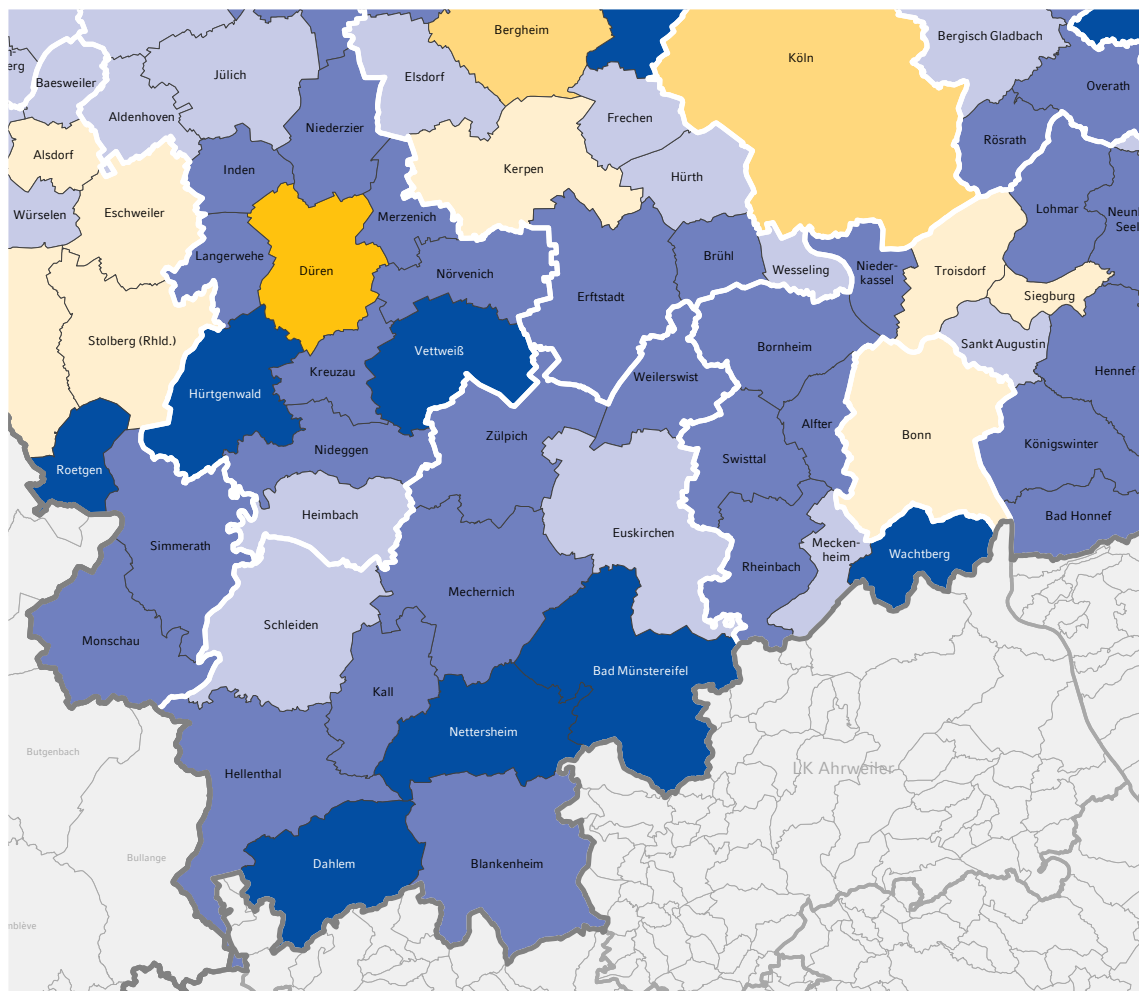 Bergheim
Köln
Bergisch Gladbach
erg
Baesweiler
Jülich
Elsdorf
Overath
Aldenhoven
Niederzier
Frechen
Rösrath
Alsdorf
Inden
Kerpen
Hürth
Würselen
Eschweiler
Merzenich
Lohmar
Neun
Seel
Langerwehe
Düren
Nörvenich
Brühl
Wesseling
Nieder-
kassel
Troisdorf
Erftstadt
Siegburg
Stolberg (Rhld.)
Vettweiß
Bornheim
Sankt Augustin
Hürtgenwald
Kreuzau
Weilerswist
Hennef
Alfter
Zülpich
Bonn
Nideggen
Königswinter
Roetgen
Swisttal
Heimbach
Bad Honnef
Simmerath
Euskirchen
Mecken-
heim
Wachtberg
Rheinbach
Mechernich
Schleiden
Monschau
Bad Münstereifel
Kall
Nettersheim
Butgenbach
LK Ahrweiler
Hellenthal
Bullange
Dahlem
Blankenheim
nblève